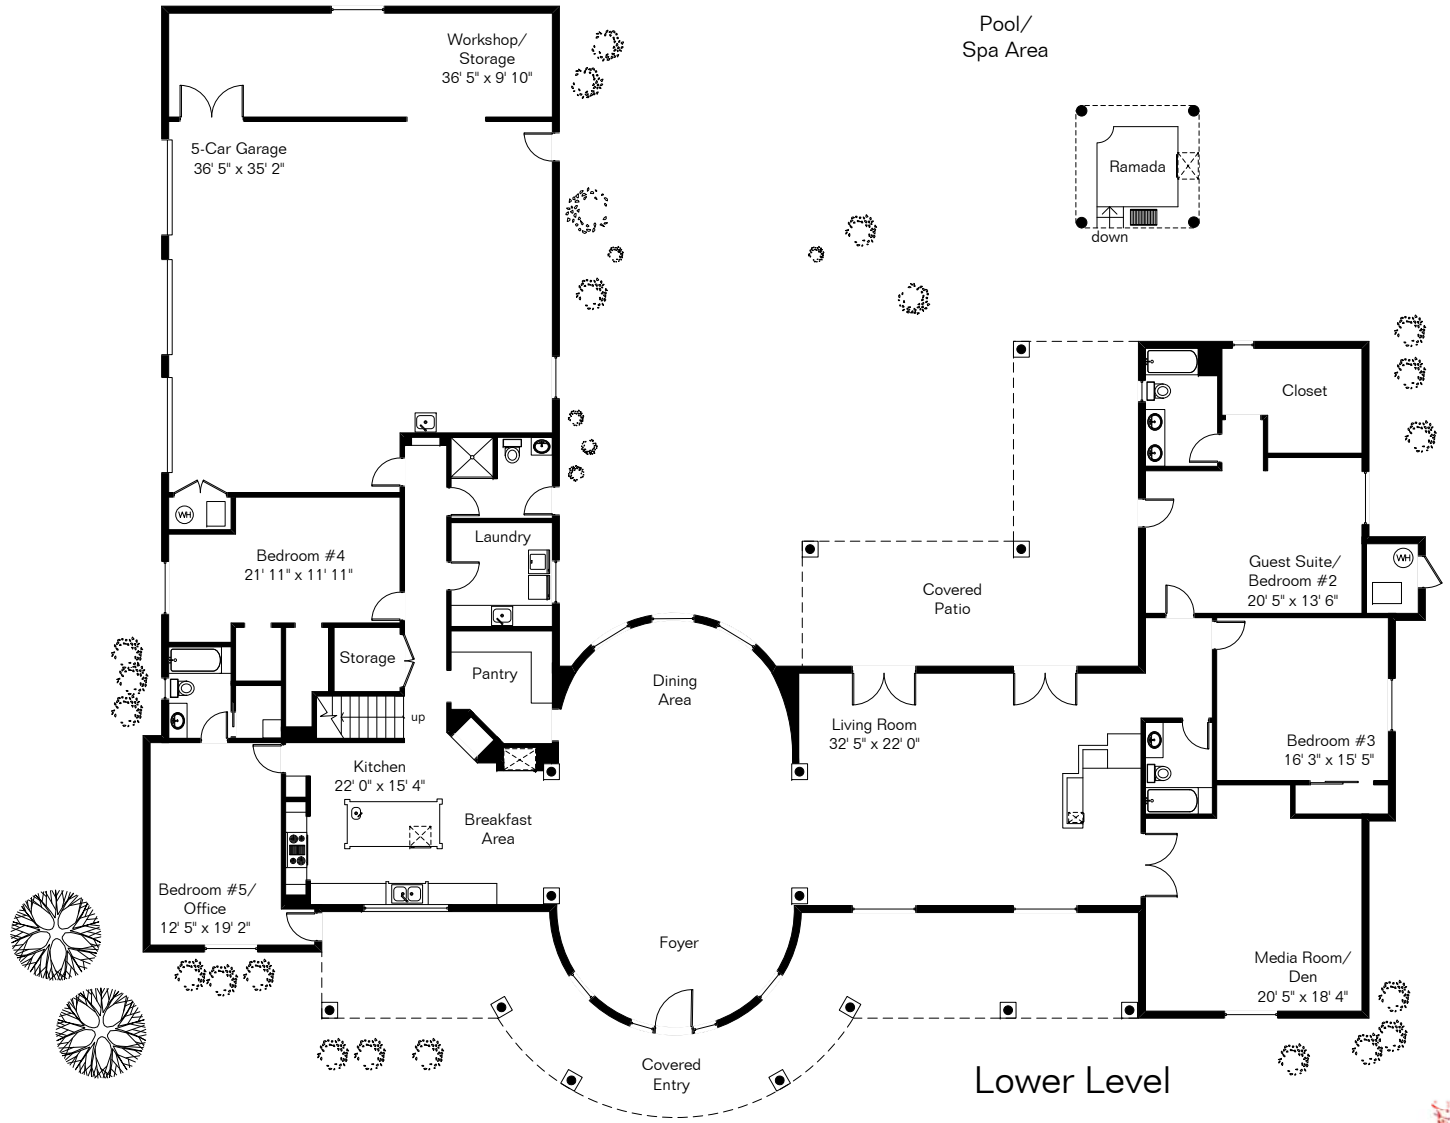 Pool/
Spa Area
Workshop/
Storage
36' 5" x 9' 10"
5-Car Garage
36' 5" x 35' 2"
Ramada
down
Closet
WH
Laundry
Bedroom #4
21' 11" x 11' 11"
WH
Guest Suite/
Bedroom #2
20' 5" x 13' 6"
Covered
Patio
Storage
Pantry
Dining
Area
up
Living Room
32' 5" x 22' 0"
Bedroom #3
16' 3" x 15' 5"
Kitchen
22' 0" x 15' 4"
Breakfast
Area
Bedroom #5/
Office
12' 5" x 19' 2"
Foyer
Media Room/
Den
20' 5" x 18' 4"
Covered
Entry
Lower Level